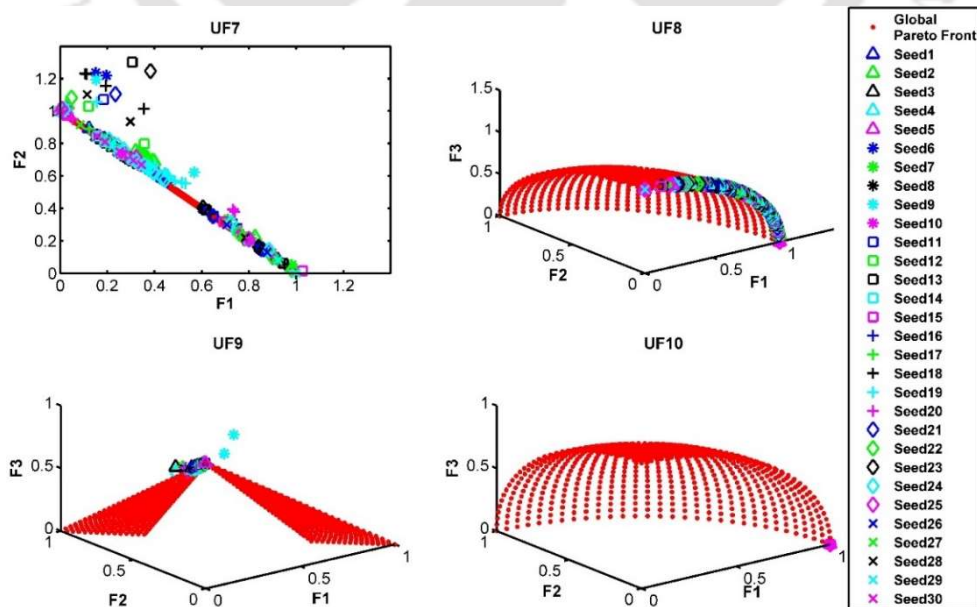 UF7
1.2
1
0.8
0.6
0.4
0.2
0
0 0.2 0.4 0.6 0.8 1 1.2
F2
F1
UF8
1.5
1
0.5
0
1
0.5
0 0
0.5
1
F3
F2
F1
UF9
1
0.5
0
1
0.5
0 0
0.5
1
F3
F2
F1
UF10
1
0.5
0
1
0.5
0 0
0.5
1
F3
F2
F1
Global
Pareto Front
Seed1
Seed2
Seed3
Seed4
Seed5
Seed6
Seed7
Seed8
Seed9
Seed10
Seed11
Seed12
Seed13
Seed14
Seed15
Seed16
Seed17
Seed18
Seed19
Seed20
Seed21
Seed22
Seed23
Seed24
Seed25
Seed26
Seed27
Seed28
Seed29
Seed30